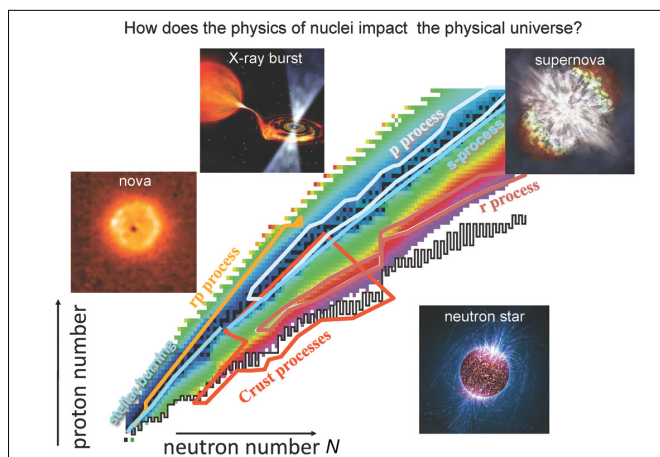 How does the physics of nuclei impact the physical universe?
X-ray burst
supernova
nova
p process
s-process
r process
rp process
stellar burning
Crust processes
neutron star
proton number
neutron number N